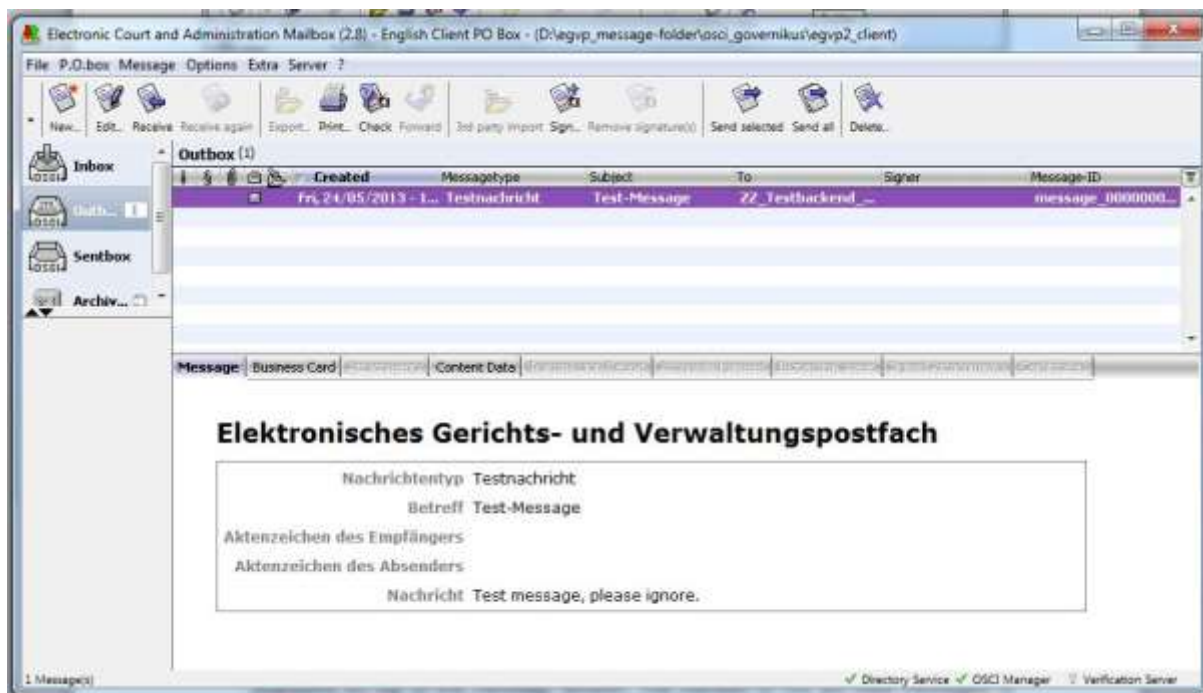 Electronic Court and Administration Mailbox (2.8) - English Client PO Box - (D:\egvp_message-folder\osci_governikus\egvp2_client)
File P.O.box Message Options Extra Server ?
New... Edit... Receive Receive again Export... Print... Check Forward 3rd party import Sign... Remove signature(s) Send selected Send all Delete...
Inbox
Outbox (1)
Created Messagetype Subject To Signer Message-ID
Fri, 24/05/2013 - 1... Testnachricht Test-Message ZZ_Testbackend_... message_0000000...
Outb... 1
Sentbox
Archiv...
Message Business Card Content Data
Elektronisches Gerichts- und Verwaltungspostfach
Nachrichtentyp Testnachricht
Betreff Test-Message
Aktenzeichen des Empfängers
Aktenzeichen des Absenders
Nachricht Test message, please ignore.
1 Message(s)
Directory Service OSCI Manager Verification Server